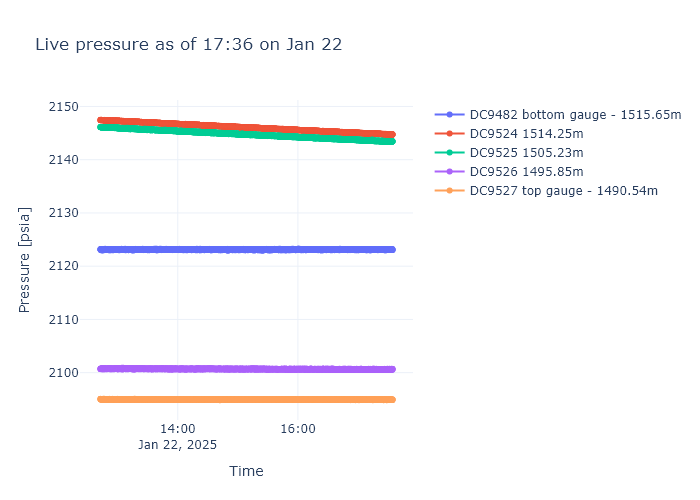 Live pressure as of 17:36 on Jan 22
DC9482 bottom gauge - 1515.65m
DC9524 1514.25m
DC9525 1505.23m
DC9526 1495.85m
DC9527 top gauge - 1490.54m
Pressure [psia]
2150
2140
2130
2120
2110
2100
14:00
16:00
Jan 22, 2025
Time